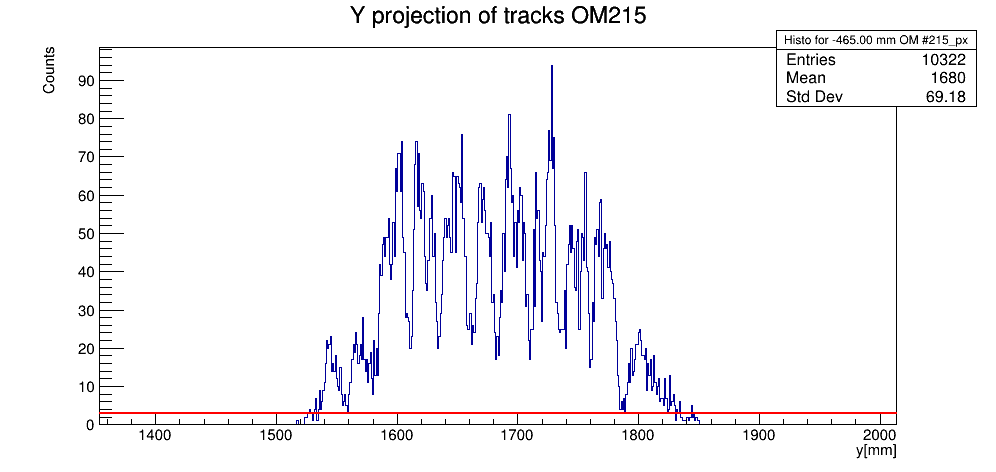 Y projection of tracks OM215
Histo for -465.00 mm OM #215_px
Entries 10322
Mean 1680
Std Dev 69.18
Counts
90
80
70
60
50
40
30
20
10
0
1400 1500 1600 1700 1800 1900 2000
y[mm]